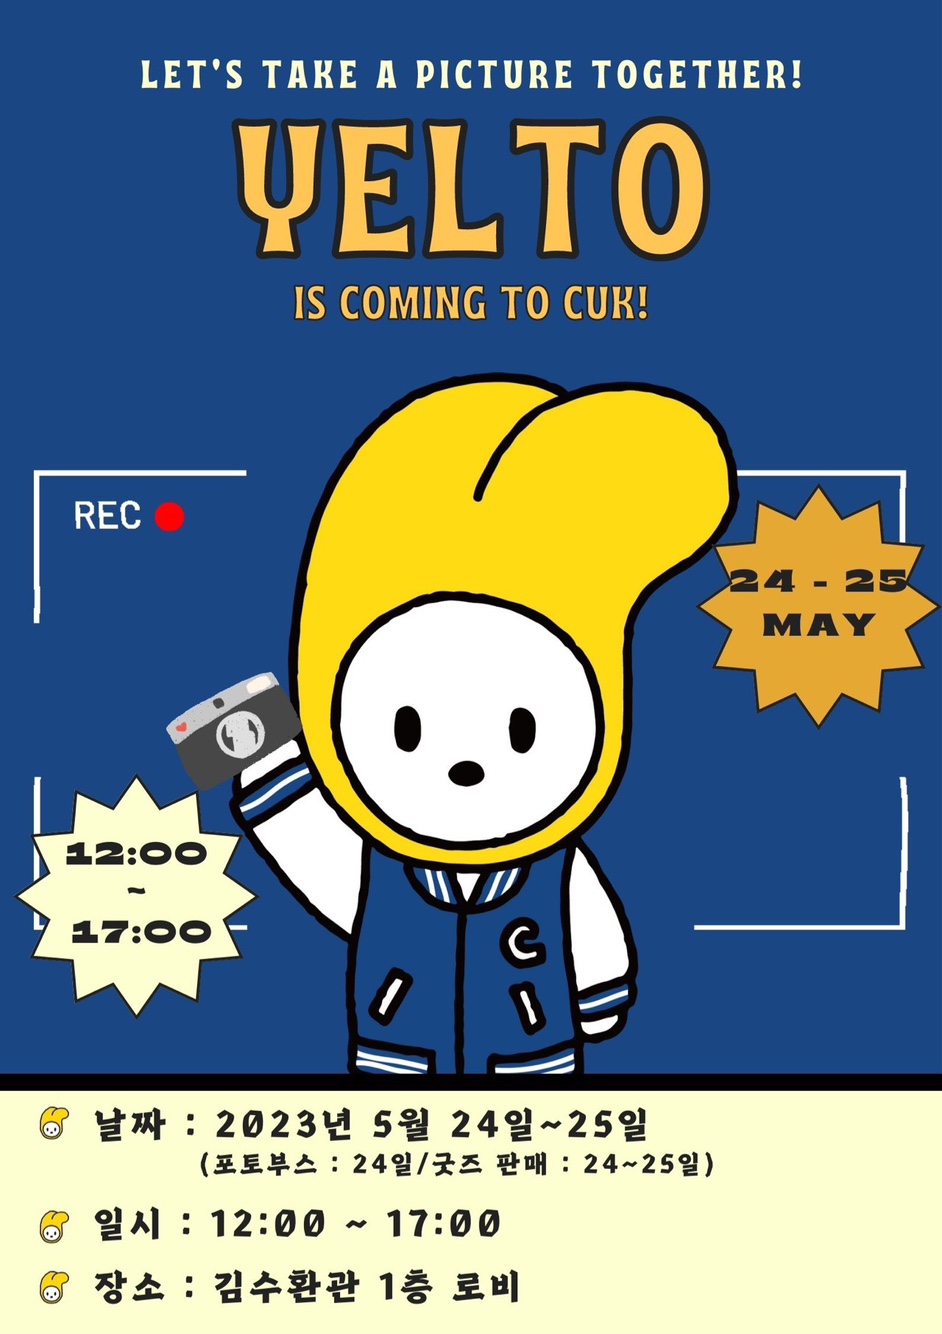 LET'S TAKE A PICTURE TOGETHER!
YELTO
IS COMING TO CUK!
REC
24 - 25
MAY
12:00
~
17:00
C
날짜 : 2023년 5월 24일~25일
(포토부스 : 24일/굿즈 판매 : 24~25일)
일시 : 12:00 ~ 17:00
장소 : 김수환관 1층 로비